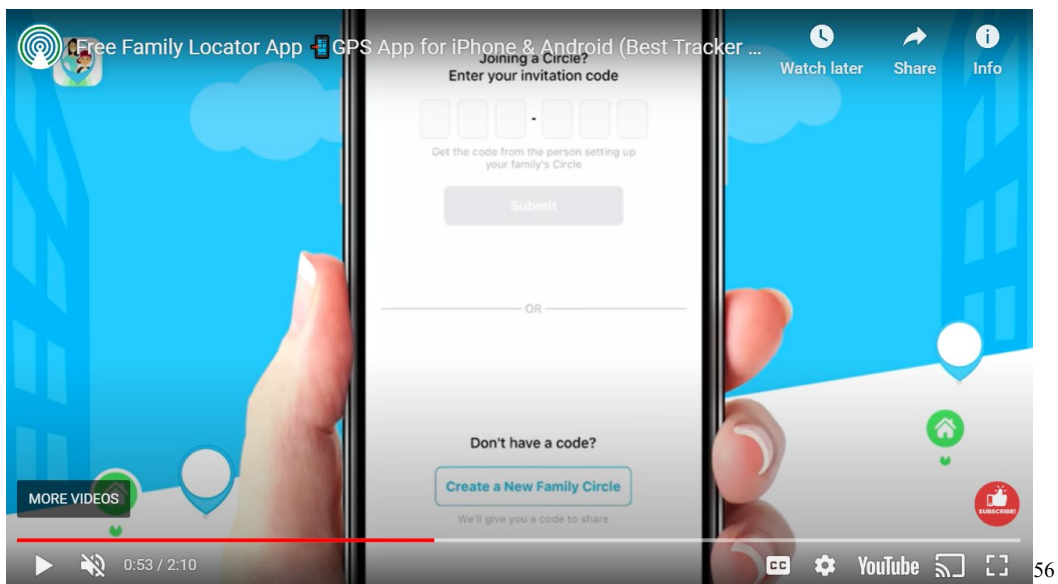 Free Family Locator App 📲 GPS App for iPhone & Android (Best Tracker ...
Watch later
Share
Info
Joining a Circle?
Enter your invitation code
-
Get the code from the person setting up
your family's Circle
Submit
OR
Don't have a code?
Create a New Family Circle
We'll give you a code to share
MORE VIDEOS
SUBSCRIBE!
0:53 / 2:10
CC
YouTube
56